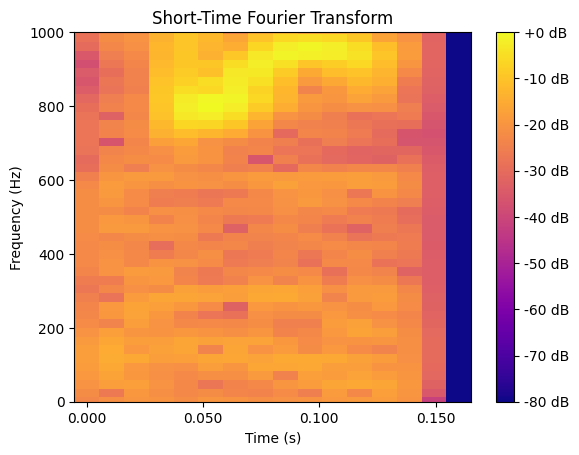 Short-Time Fourier Transform
Frequency (Hz)
1000
800
600
400
200
0
0.000
0.050
0.100
0.150
Time (s)
+0 dB
-10 dB
-20 dB
-30 dB
-40 dB
-50 dB
-60 dB
-70 dB
-80 dB